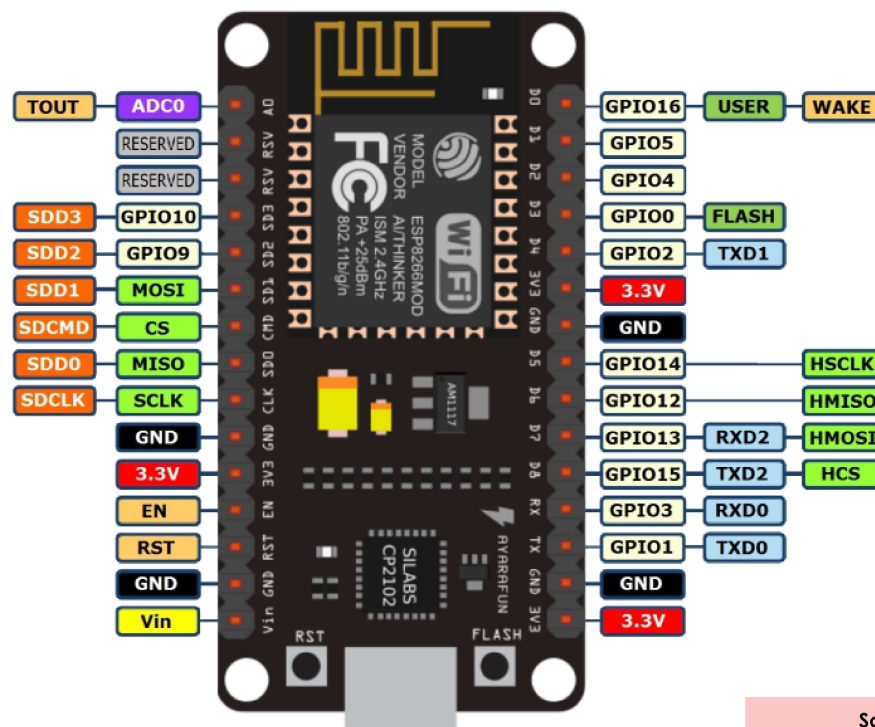 TOUT ADC0 A0 D0 GPIO16 USER WAKE
RESERVED RSV D1 GPIO5
RESERVED RSV D2 GPIO4
SDD3 GPIO10 SD3 D3 GPIO0 FLASH
SDD2 GPIO9 SD2 D4 GPIO2 TXD1
SDD1 MOSI SD1 3V3 3.3V
SDCMD CS CMD GND GND
SDD0 MISO SD0 D5 GPIO14 HSCLK
SDCLK SCLK CLK D6 GPIO12 HMISO
GND GND D7 GPIO13 RXD2 HMOSI
3.3V 3V3 D8 GPIO15 TXD2 HCS
EN EN RX GPIO3 RXD0
RST RST TX GPIO1 TXD0
GND GND GND GND
Vin Vin 3V3 3.3V
MODEL
VENDOR
ESP8266MOD
AI/THINKER
ISM 2.4GHz
PA +25dBm
802.11b/g/n
FC
Wi Fi
AM1117
SILABS
CP2102
AYARAFUN
RST
FLASH